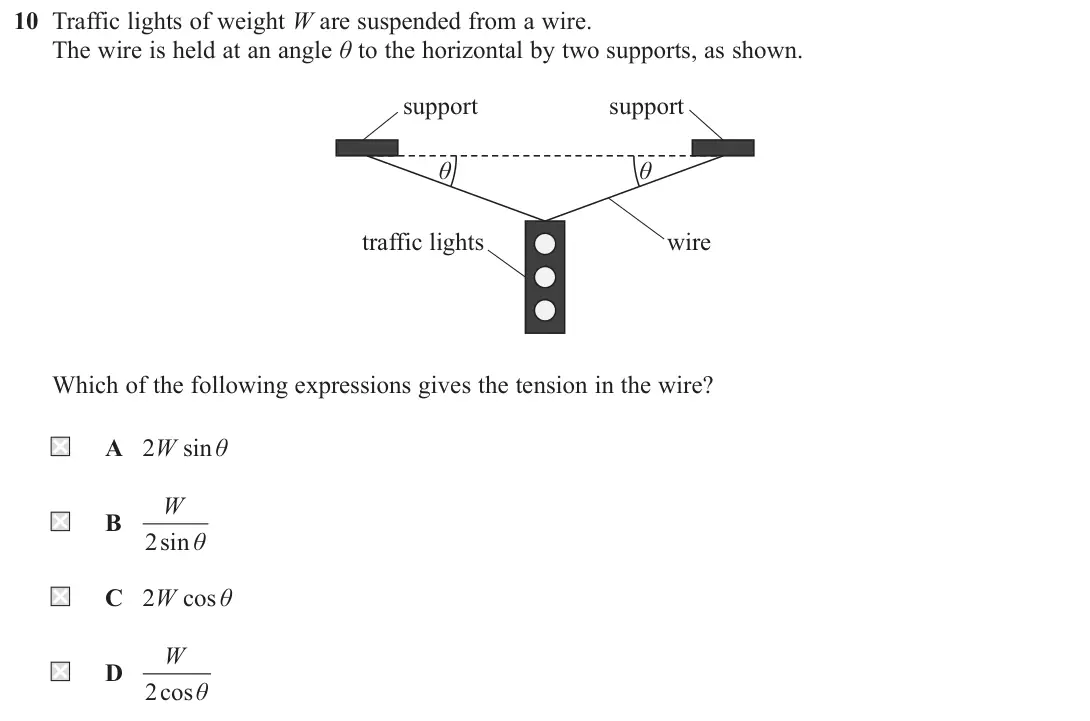 10 Traffic lights of weight W are suspended from a wire.
The wire is held at an angle θ to the horizontal by two supports, as shown.
support support
θ θ
traffic lights wire
Which of the following expressions gives the tension in the wire?
A 2W sin θ
B W / 2 sin θ
C 2W cos θ
D W / 2 cos θ